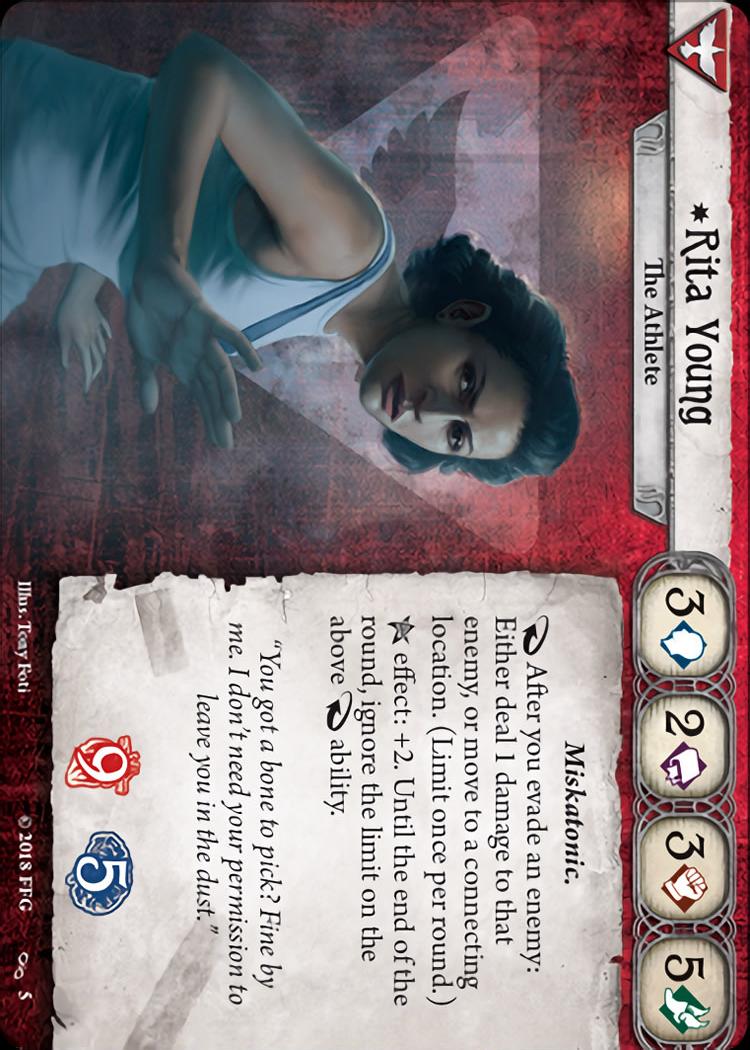 Rita Young
The Athlete
3
2
3
5
Miskatonic.
After you evade an enemy:
Either deal 1 damage to that
enemy, or move to a connecting
location. (Limit once per round.)
effect: +2. Until the end of the
round, ignore the limit on the
above ability.
"You got a bone to pick? Fine by
me. I don't need your permission to
leave you in the dust."
9
5
Illus. Tony Foti
© 2018 FFG
5